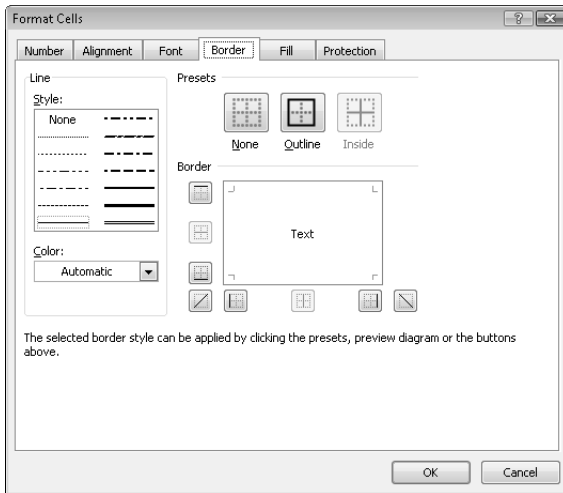 Format Cells
Number Alignment Font Border Fill Protection
Line
Style:
None
Color:
Automatic
Presets
None Outline Inside
Border
Text
The selected border style can be applied by clicking the presets, preview diagram or the buttons
above.
OK Cancel